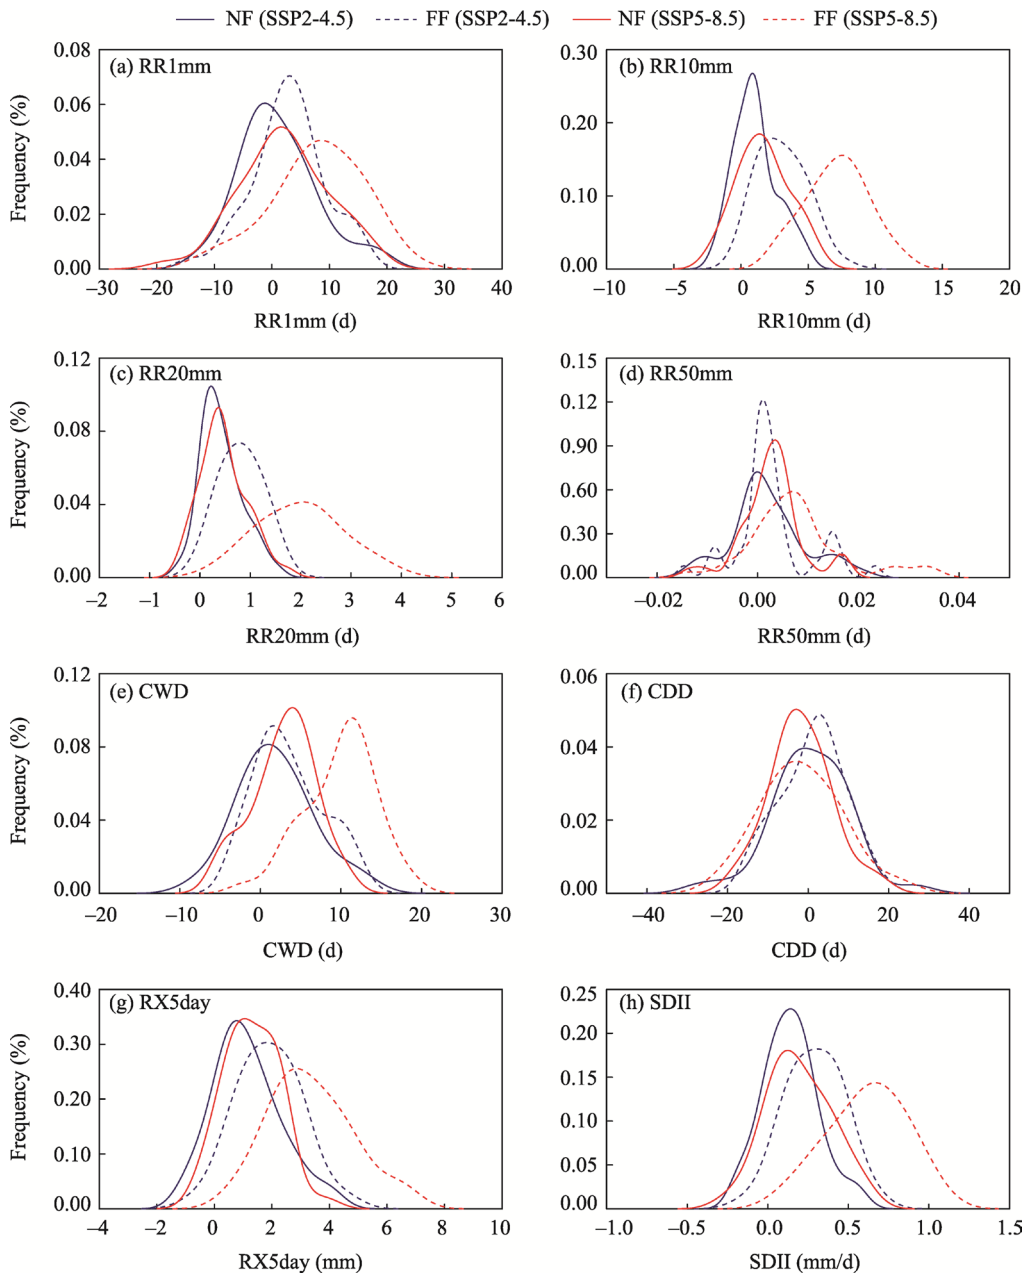 NF (SSP2-4.5) FF (SSP2-4.5) NF (SSP5-8.5) FF (SSP5-8.5)
(a) RR1mm
Frequency (%)
0.08
0.06
0.04
0.02
0.00
–30 –20 –10 0 10 20 30 40
RR1mm (d)
(b) RR10mm
0.30
0.20
0.10
0.00
–10 –5 0 5 10 15 20
RR10mm (d)
(c) RR20mm
Frequency (%)
0.12
0.08
0.04
0.00
–2 –1 0 1 2 3 4 5 6
RR20mm (d)
(d) RR50mm
0.15
0.12
0.90
0.60
0.30
0.00
–0.02 0.00 0.02 0.04
RR50mm (d)
(e) CWD
Frequency (%)
0.12
0.08
0.04
0.00
–20 –10 0 10 20 30
CWD (d)
(f) CDD
0.06
0.04
0.02
0.00
–40 –20 0 20 40
CDD (d)
(g) RX5day
Frequency (%)
0.40
0.30
0.20
0.10
0.00
–4 –2 0 2 4 6 8 10
RX5day (mm)
(h) SDII
0.25
0.20
0.15
0.10
0.05
0.00
–1.0 –0.5 0.0 0.5 1.0 1.5
SDII (mm/d)